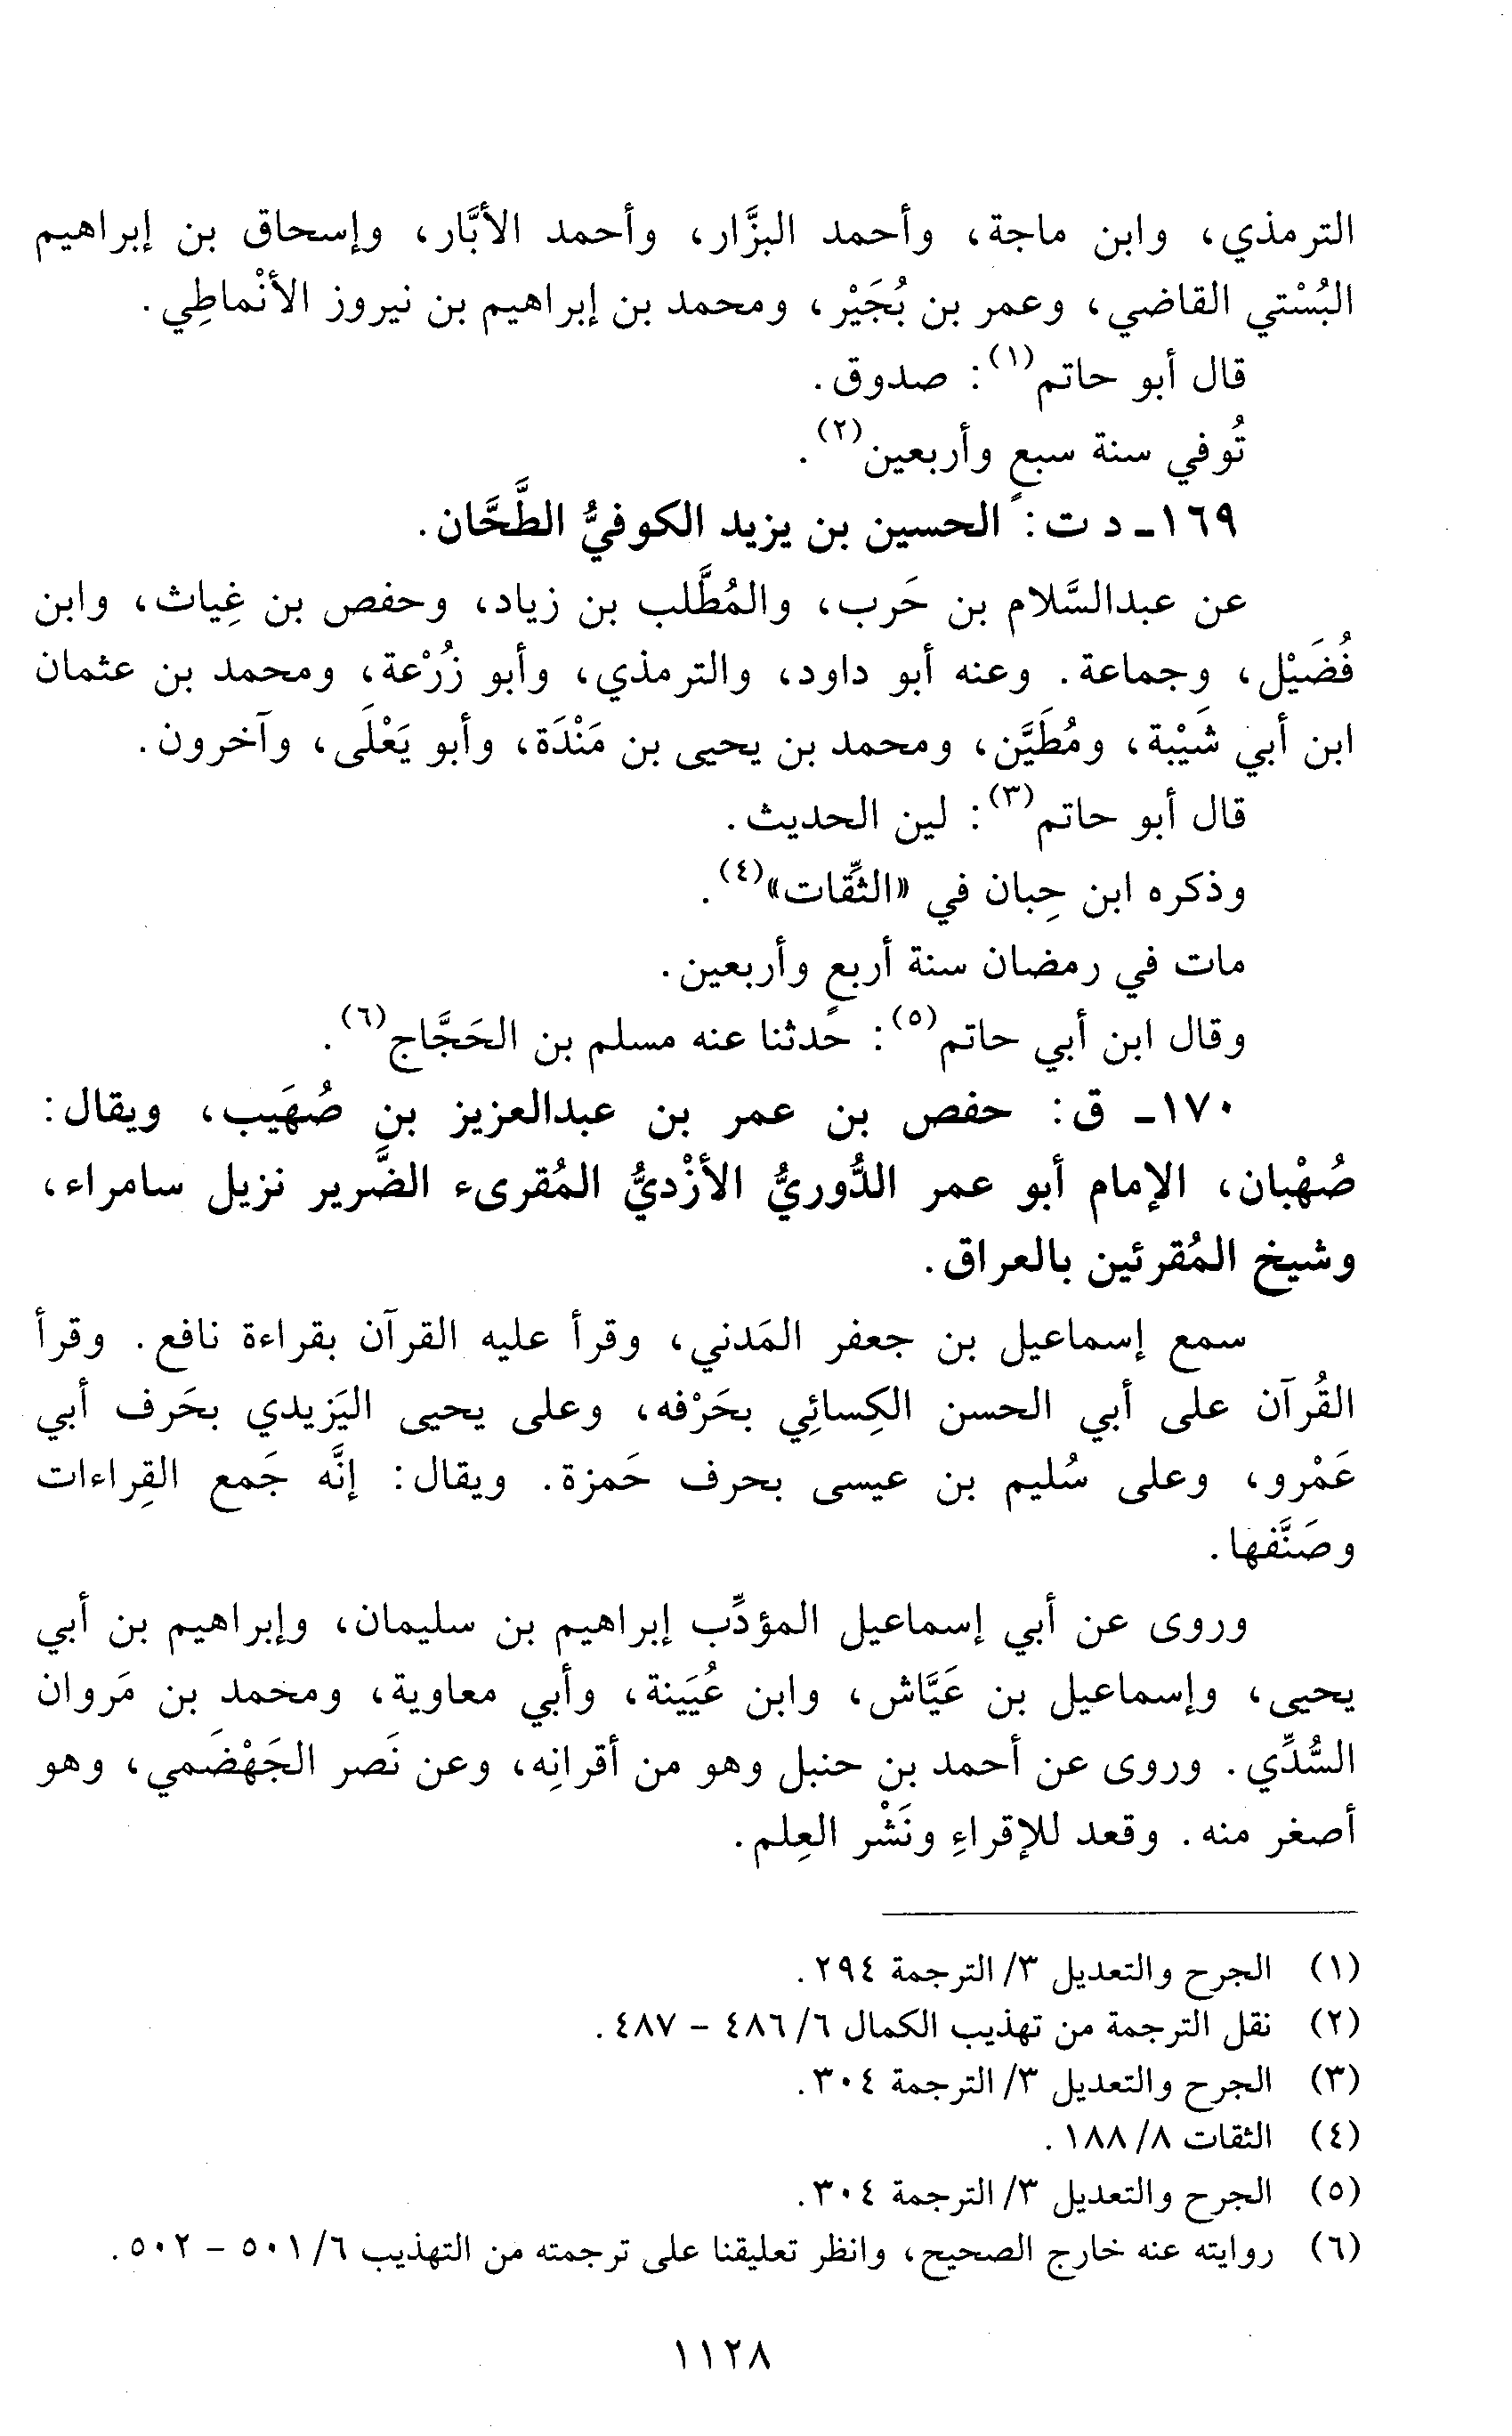 الترمذي، وابن ماجة، وأحمد البزَّار، وأحمد الأبَّار، وإسحاق بن إبراهيم
البُسْتي القاضي، وعمر بن بُجَيْر، ومحمد بن إبراهيم بن نيروز الأنْماطِي.
قال أبو حاتم(١): صدوق.
تُوفي سنة سبع وأربعين(٢).
١٦٩- د ت: الحسين بن يزيد الكوفيُّ الطَّحَّان.
عن عبدالسَّلام بن حَرب، والمُطَّلب بن زياد، وحفص بن غِياث، وابن
فُضَيْل، وجماعة. وعنه أبو داود، والترمذي، وأبو زُرْعة، ومحمد بن عثمان
ابن أبي شَيْبة، ومُطَيَّن، ومحمد بن يحيى بن مَنْدَة، وأبو يَعْلَى، وآخرون.
قال أبو حاتم(٣): لين الحديث.
وذكره ابن حِبان في «الثِّقات»(٤).
مات في رمضان سنة أربع وأربعين.
وقال ابن أبي حاتم(٥): حدثنا عنه مسلم بن الحَجَّاج(٦).
١٧٠- ق: حفص بن عمر بن عبدالعزيز بن صُهَيب، ويقال:
صُهْبان، الإمام أبو عمر الدُّوريُّ الأزْديُّ المُقرىء الضَّرير نزيل سامراء،
وشيخ المُقرئين بالعراق.
سمع إسماعيل بن جعفر المَدني، وقرأ عليه القرآن بقراءة نافع. وقرأ
القُرآن على أبي الحسن الكِسائِي بحَرْفه، وعلى يحيى اليَزيدي بحَرف أبي
عَمْرو، وعلى سُليم بن عيسى بحرف حَمزة. ويقال: إنَّه جَمع القِراءات
وصَنَّفها.
وروى عن أبي إسماعيل المؤدِّب إبراهيم بن سليمان، وإبراهيم بن أبي
يحيى، وإسماعيل بن عَيَّاش، وابن عُيَينة، وأبي معاوية، ومحمد بن مَروان
السُّدِّي. وروى عن أحمد بن حنبل وهو من أقرانِه، وعن نَصر الجَهْضَمي، وهو
أصغر منه. وقعد للإقراءِ ونَشْر العِلم.
(١) الجرح والتعديل ٣/ الترجمة ٢٩٤.
(٢) نقل الترجمة من تهذيب الكمال ٦/ ٤٨٦ - ٤٨٧.
(٣) الجرح والتعديل ٣/ الترجمة ٣٠٤.
(٤) الثقات ٨/ ١٨٨.
(٥) الجرح والتعديل ٣/ الترجمة ٣٠٤.
(٦) روايته عنه خارج الصحيح، وانظر تعليقنا على ترجمته من التهذيب ٦/ ٥٠١ - ٥٠٢.
١١٢٨